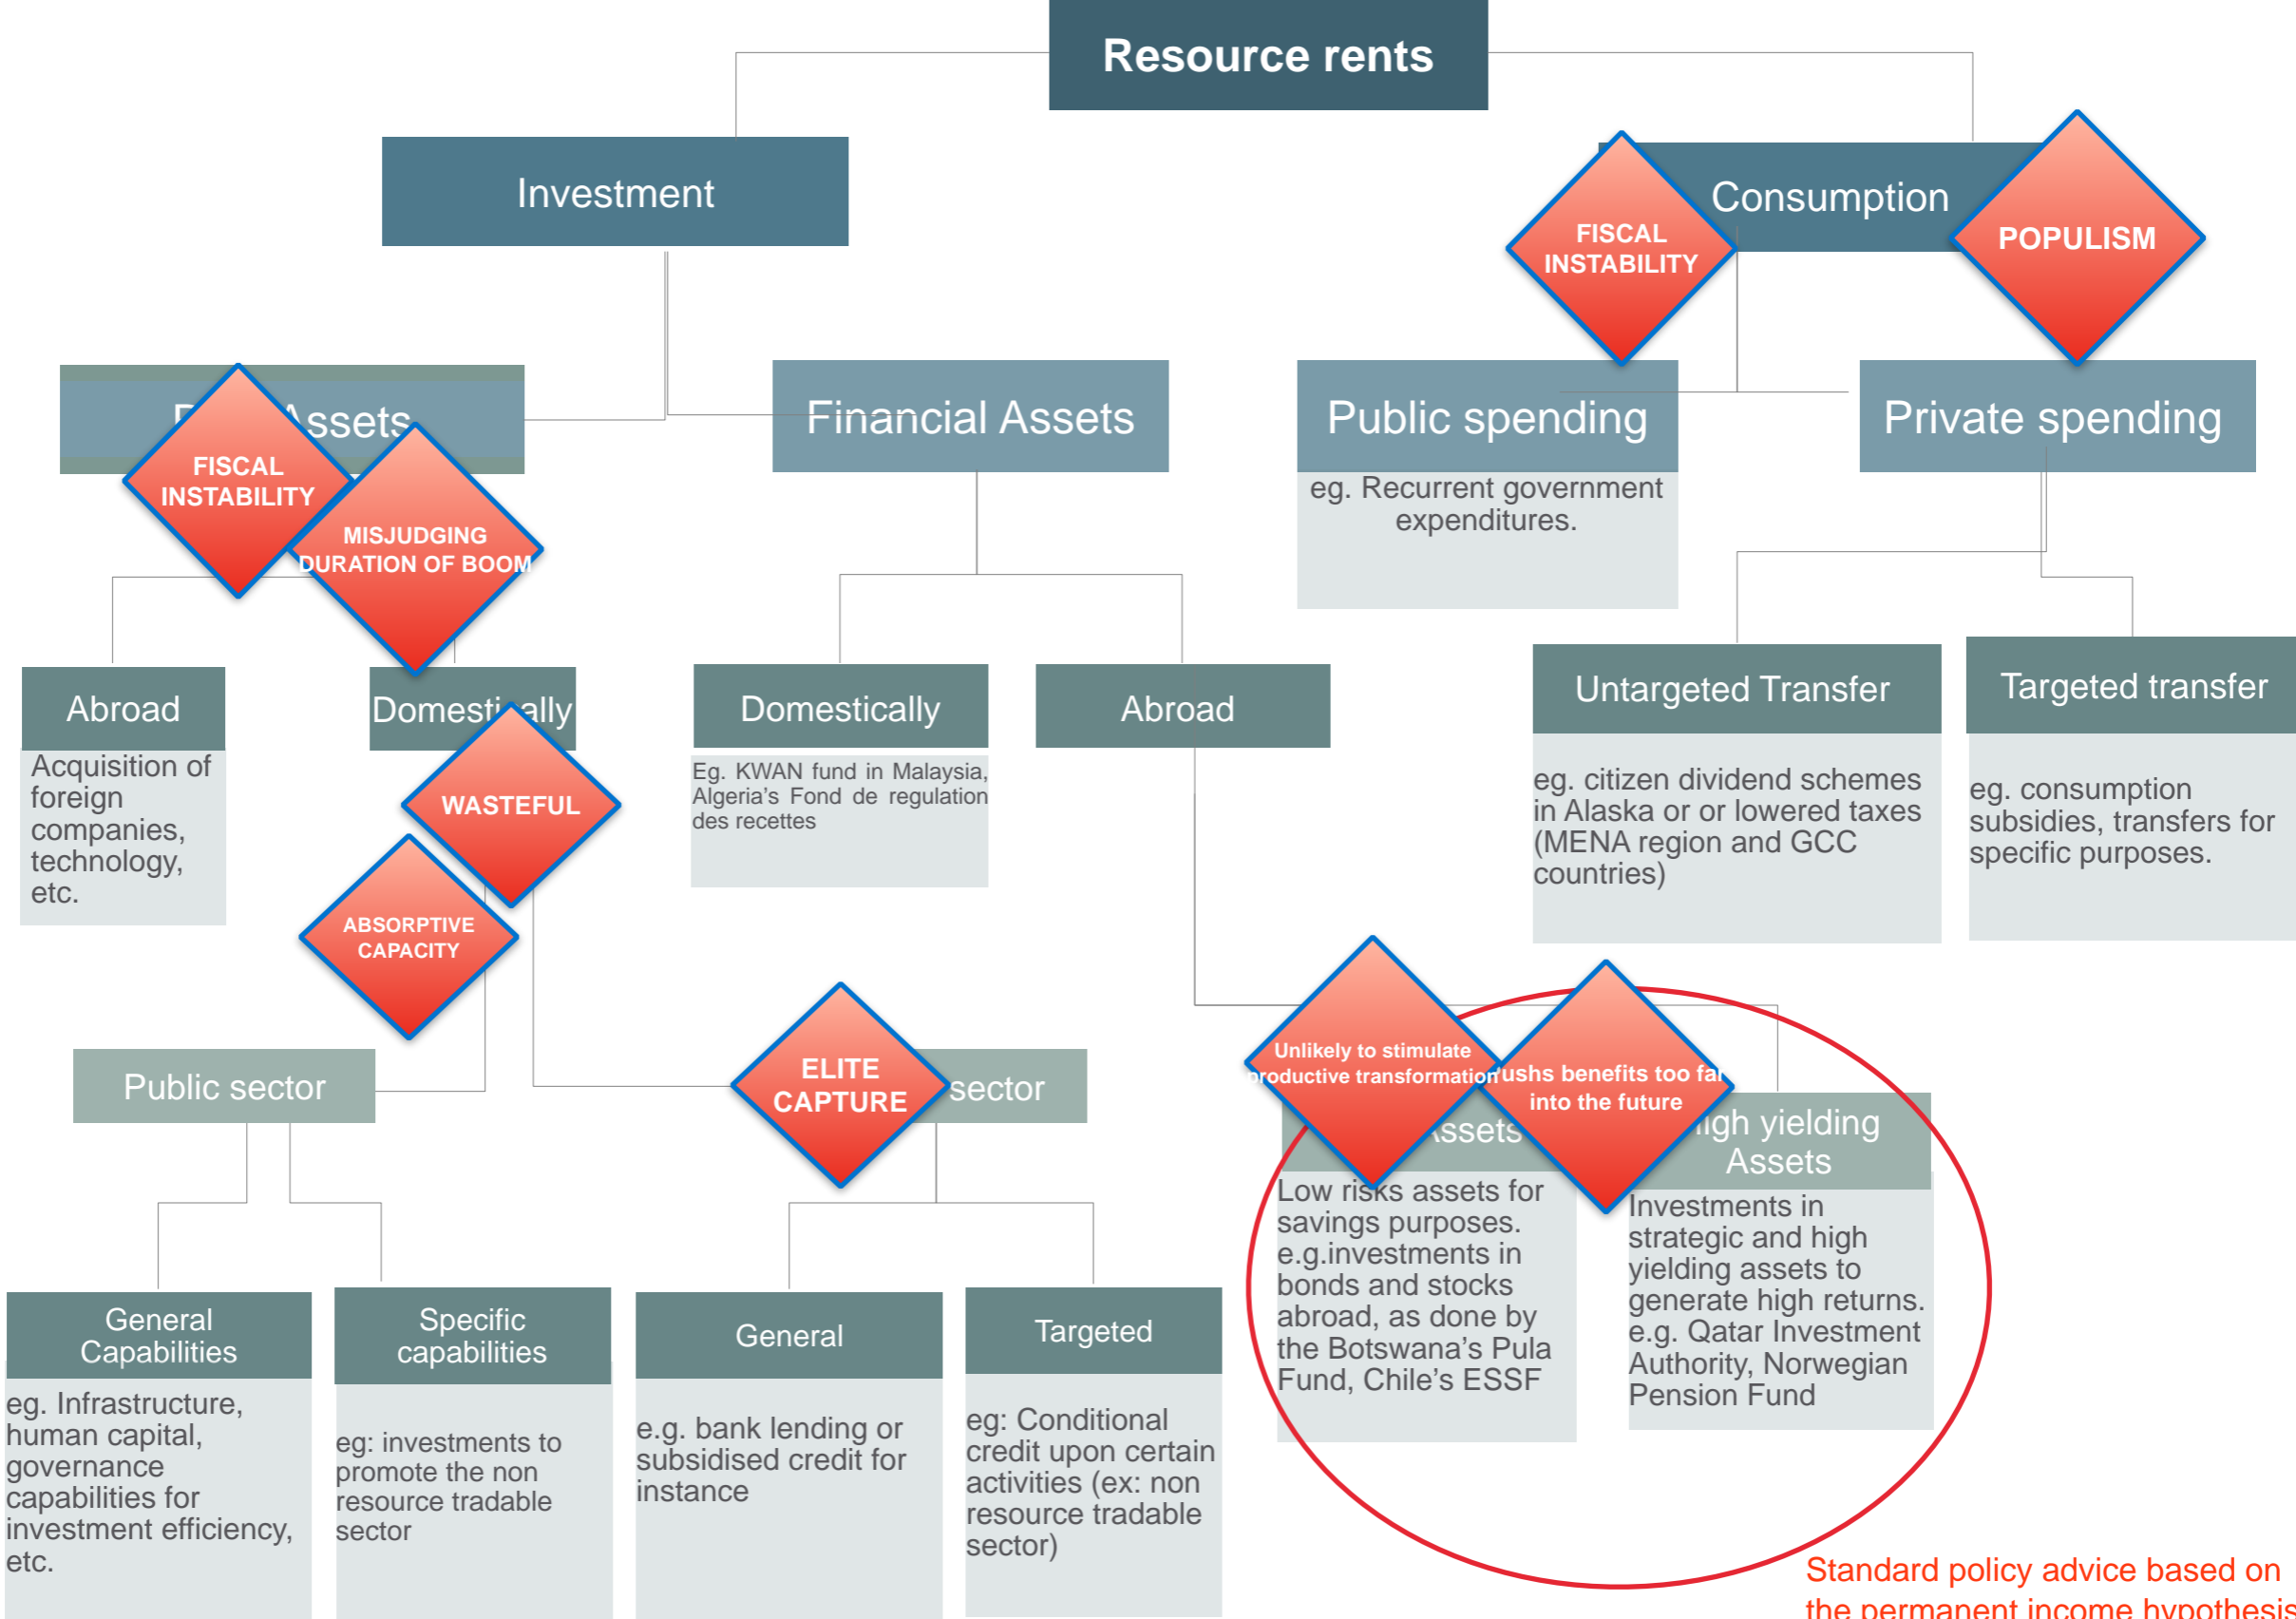 Resource rents
Investment
Consumption
FISCAL
INSTABILITY
POPULISM
Assets
Financial Assets
Public spending
Private spending
FISCAL
INSTABILITY
MISJUDGING
DURATION OF BOOM
eg. Recurrent government
expenditures.
Abroad
Domestically
Domestically
Abroad
Untargeted Transfer
Targeted transfer
Acquisition of
foreign
companies,
technology,
etc.
WASTEFUL
ABSORPTIVE
CAPACITY
Eg. KWAN fund in Malaysia,
Algeria's Fond de regulation
des recettes
eg. citizen dividend schemes
in Alaska or or lowered taxes
(MENA region and GCC
countries)
eg. consumption
subsidies, transfers for
specific purposes.
Public sector
ELITE
CAPTURE
sector
Unlikely to stimulate
productive transformation
ushs benefits too far
into the future
Assets
igh yielding
Assets
Low risks assets for
savings purposes.
e.g.investments in
bonds and stocks
abroad, as done by
the Botswana's Pula
Fund, Chile's ESSF
Investments in
strategic and high
yielding assets to
generate high returns.
e.g. Qatar Investment
Authority, Norwegian
Pension Fund
General
Capabilities
Specific
capabilities
General
Targeted
eg. Infrastructure,
human capital,
governance
capabilities for
investment efficiency,
etc.
eg: investments to
promote the non
resource tradable
sector
e.g. bank lending or
subsidised credit for
instance
eg: Conditional
credit upon certain
activities (ex: non
resource tradable
sector)
Standard policy advice based on
the permanent income hypothesis